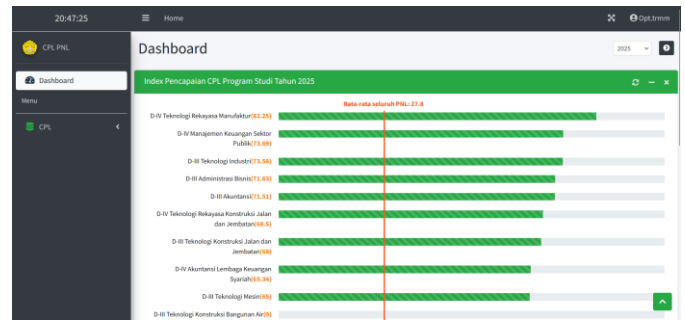 20:47:25
Home
Opt.trmm
CPL PNL
Dashboard
2025
Dashboard
Menu
CPL
Index Pencapaian CPL Program Studi Tahun 2025
Rata-rata seluruh PNL: 27.8
D-IV Teknologi Rekayasa Manufaktur(82.25)
D-IV Manajemen Keuangan Sektor
Publik(73.69)
D-III Teknologi Industri(73.58)
D-III Administrasi Bisnis(71.63)
D-III Akuntansi(71.51)
D-IV Teknologi Rekayasa Konstruksi Jalan
dan Jembatan(68.5)
D-III Teknologi Konstruksi Jalan dan
Jembatan(68)
D-IV Akuntansi Lembaga Keuangan
Syariah(65.34)
D-III Teknologi Mesin(65)
D-III Teknologi Konstruksi Bangunan Air(0)